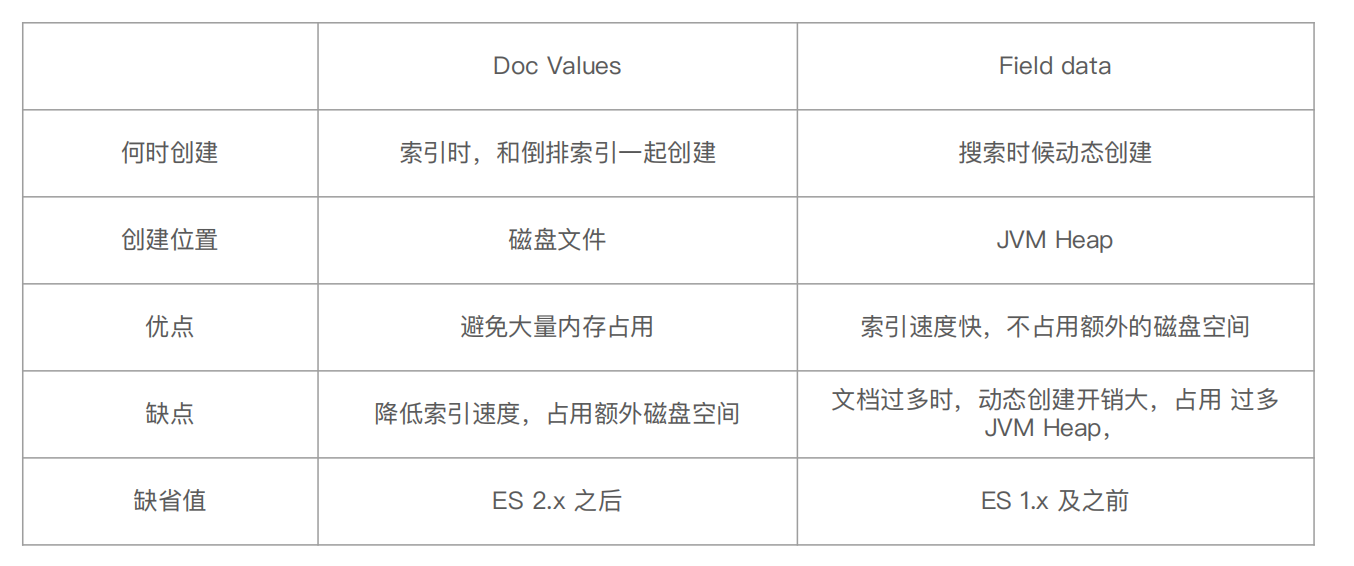 Doc Values
Field data
何时创建
索引时，和倒排索引一起创建
搜索时候动态创建
创建位置
磁盘文件
JVM Heap
优点
避免大量内存占用
索引速度快，不占用额外的磁盘空间
缺点
降低索引速度，占用额外磁盘空间
文档过多时，动态创建开销大，占用 过多
JVM Heap，
缺省值
ES 2.x 之后
ES 1.x 及之前